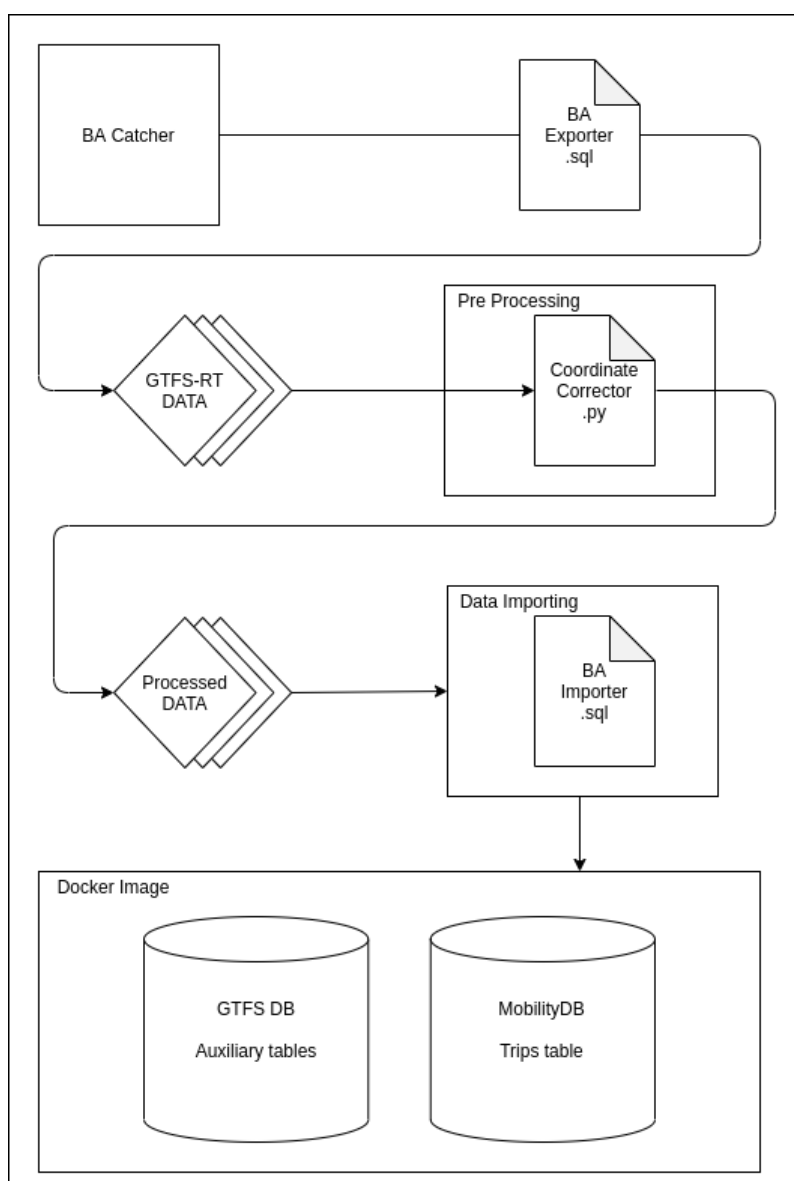 BA Catcher
BA
Exporter
.sql
Pre Processing
GTFS-RT
DATA
Coordinate
Corrector
.py
Data Importing
Processed
DATA
BA
Importer
.sql
Docker Image
GTFS DB
Auxiliary tables
MobilityDB
Trips table